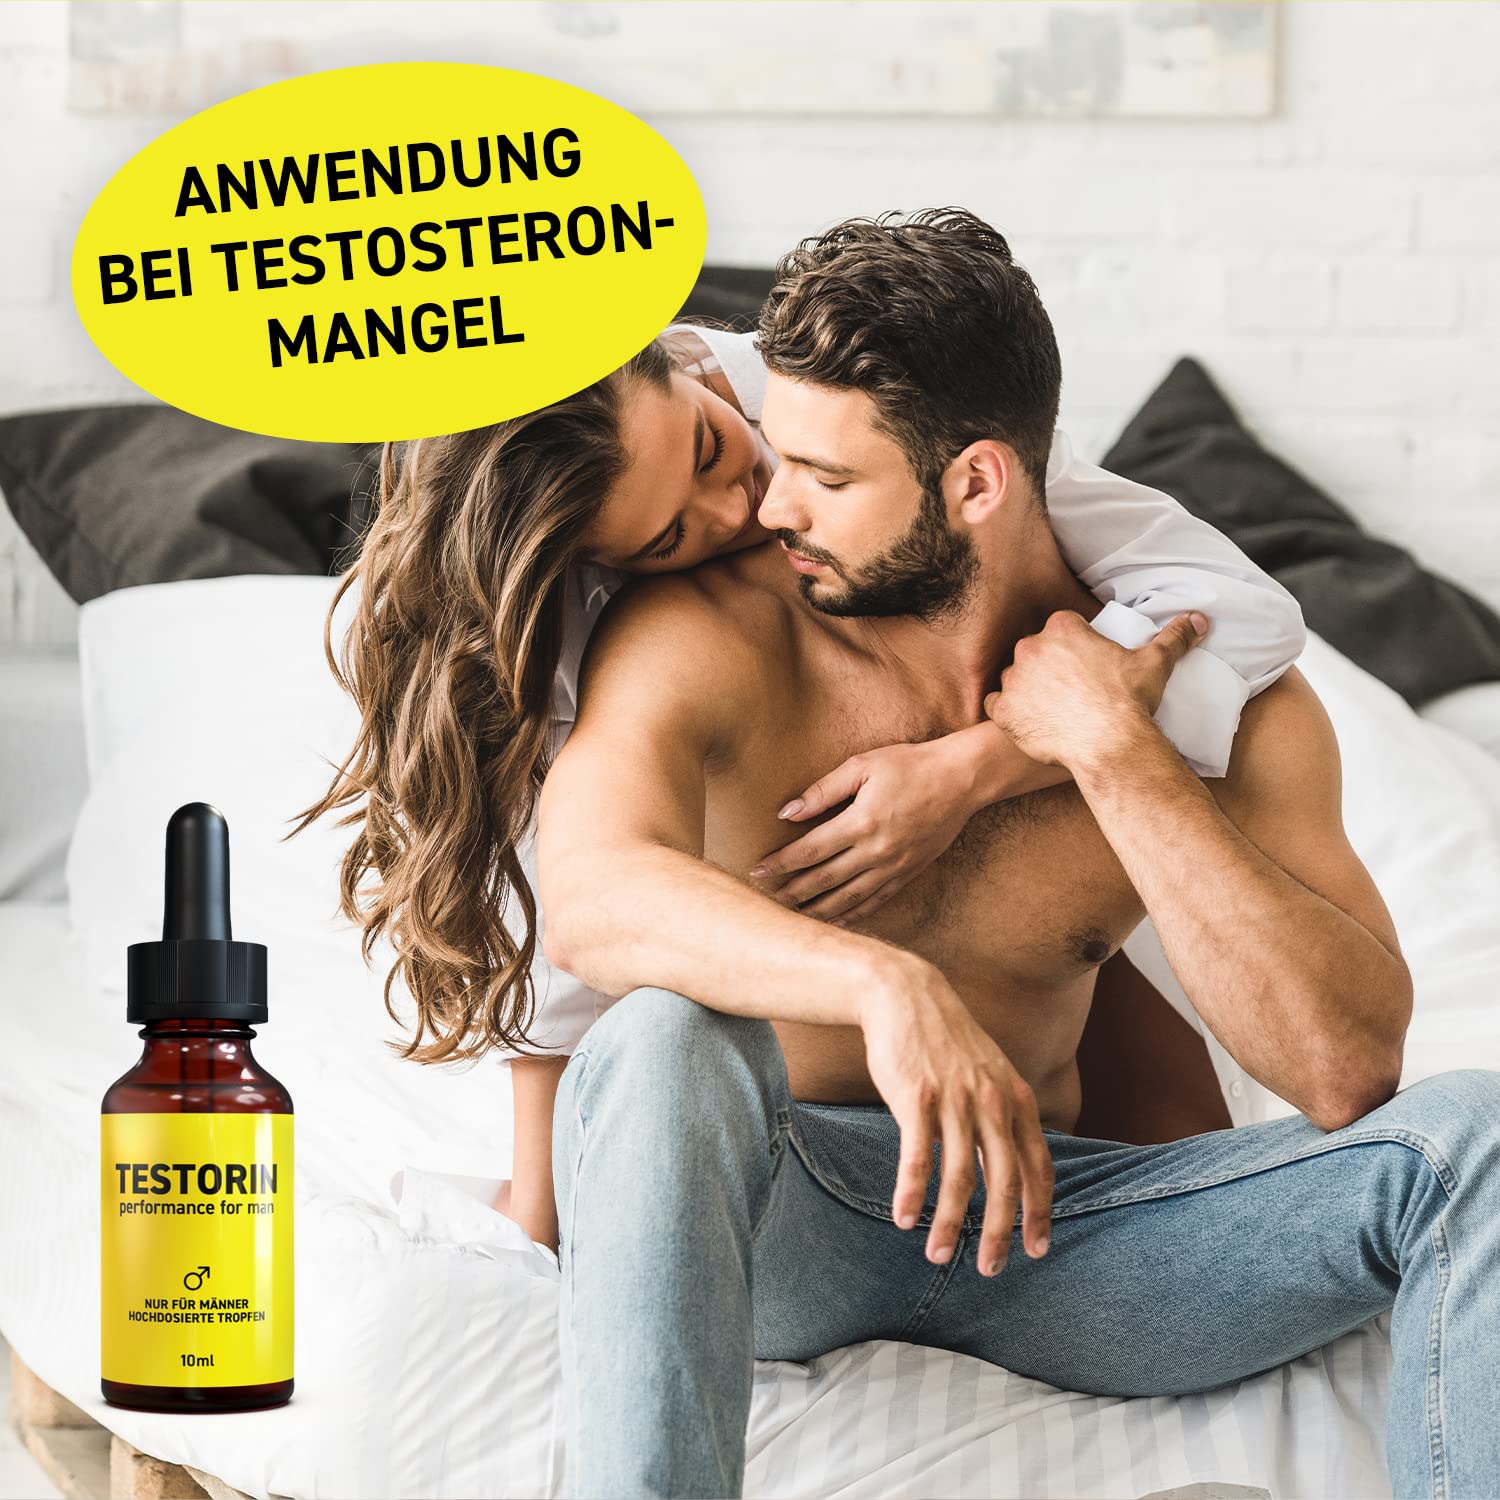 ANWENDUNG
BEI TESTOSTERON-
MANGEL
TESTORIN
performance for man
NUR FÜR MÄNNER
HOCHDOSIERTE TROPFEN
10ml